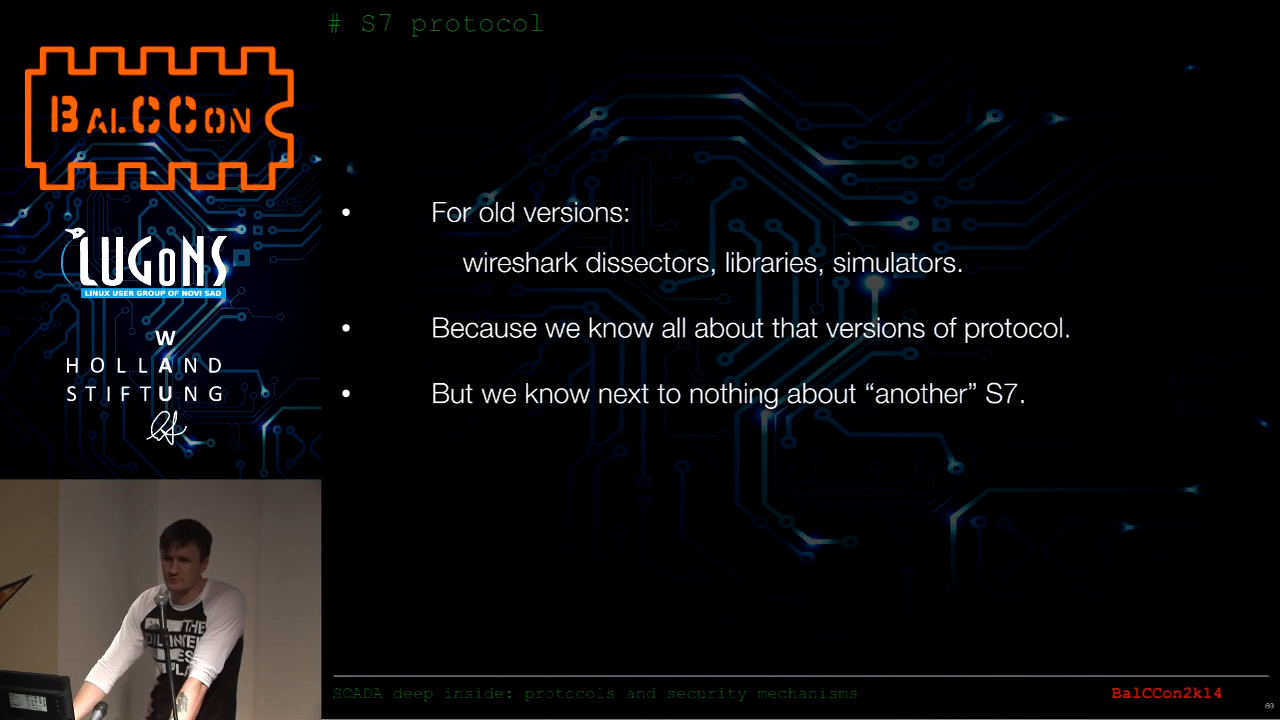 # S7 protocol
BALCCON
LUGoNS
LINUX USER GROUP OF NOVI SAD
W
HOLLAND
STIFTUNG
• For old versions:
wireshark dissectors, libraries, simulators.
• Because we know all about that versions of protocol.
• But we know next to nothing about “another” S7.
THE
SCADA deep inside: protocols and security mechanisms
BalCCon2k14
69